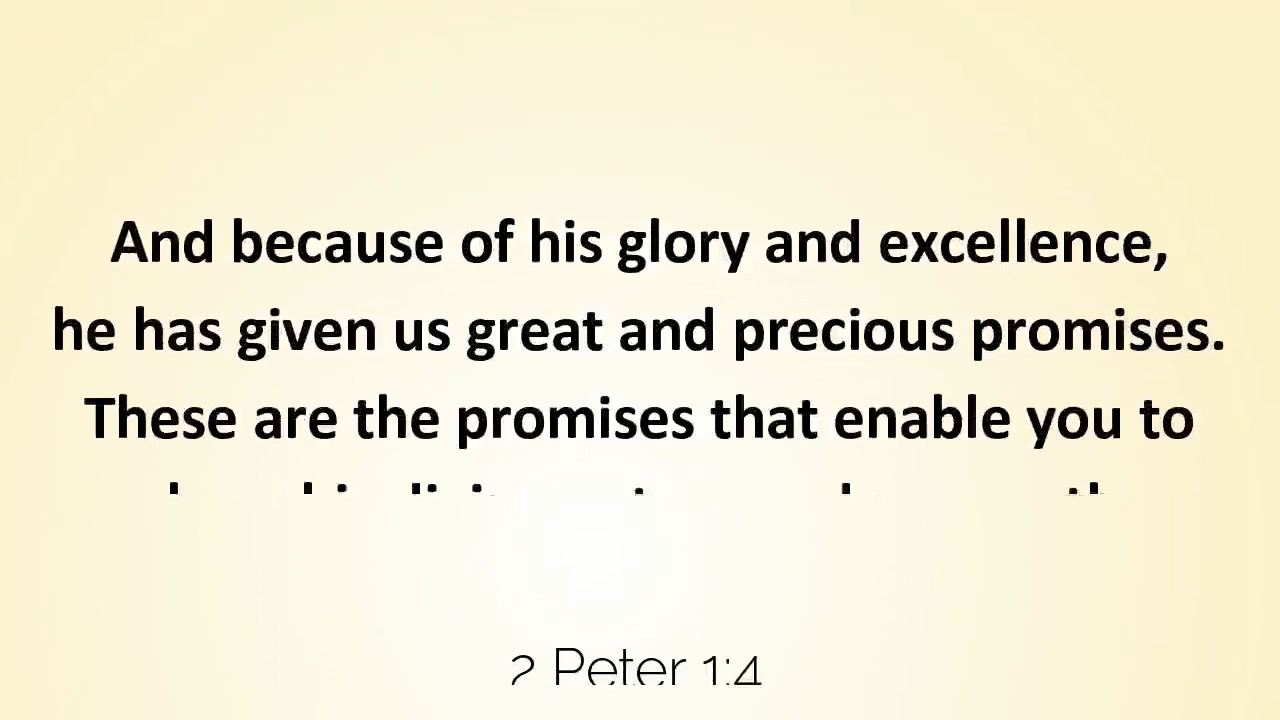 And because of his glory and excellence,
he has given us great and precious promises.
These are the promises that enable you to
2 Peter 1:4